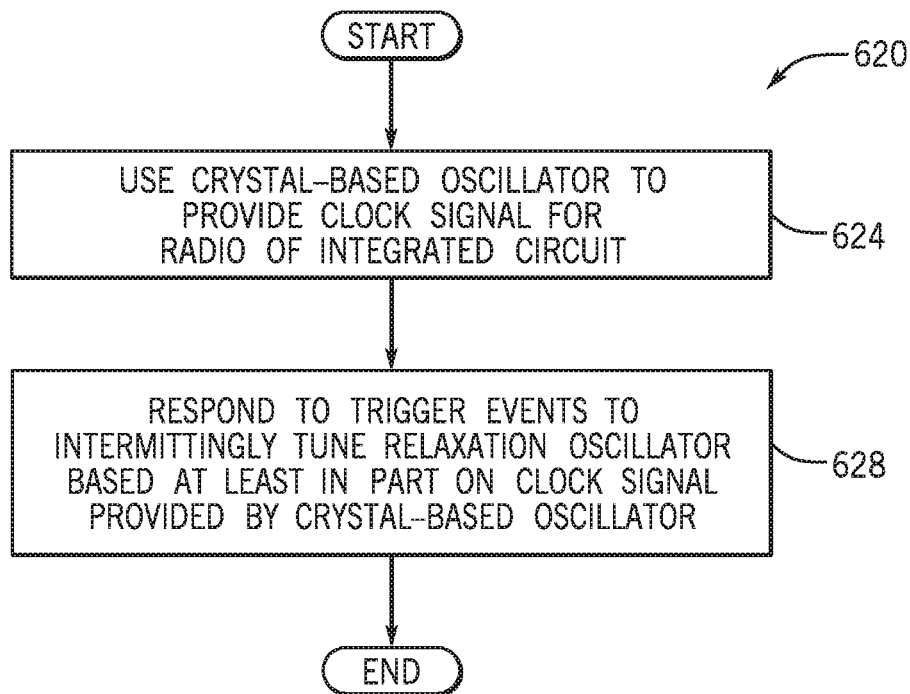 START
620
USE CRYSTAL-BASED OSCILLATOR TO
PROVIDE CLOCK SIGNAL FOR
RADIO OF INTEGRATED CIRCUIT
624
RESPOND TO TRIGGER EVENTS TO
INTERMITTINGLY TUNE RELAXATION OSCILLATOR
BASED AT LEAST IN PART ON CLOCK SIGNAL
PROVIDED BY CRYSTAL-BASED OSCILLATOR
628
END